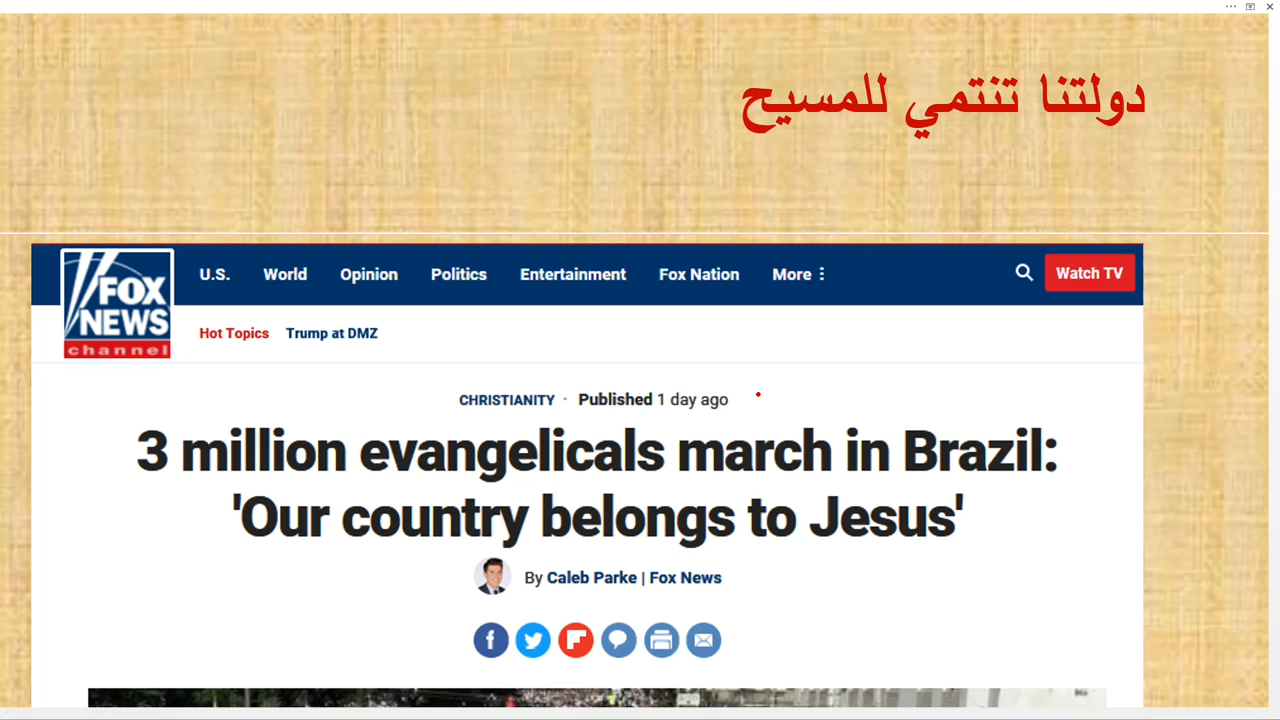 دولتنا تنتمي للمسيح
FOX
NEWS
channel
U.S. World Opinion Politics Entertainment Fox Nation More Watch TV
Hot Topics Trump at DMZ
CHRISTIANITY · Published 1 day ago
3 million evangelicals march in Brazil:
'Our country belongs to Jesus'
By Caleb Parke | Fox News